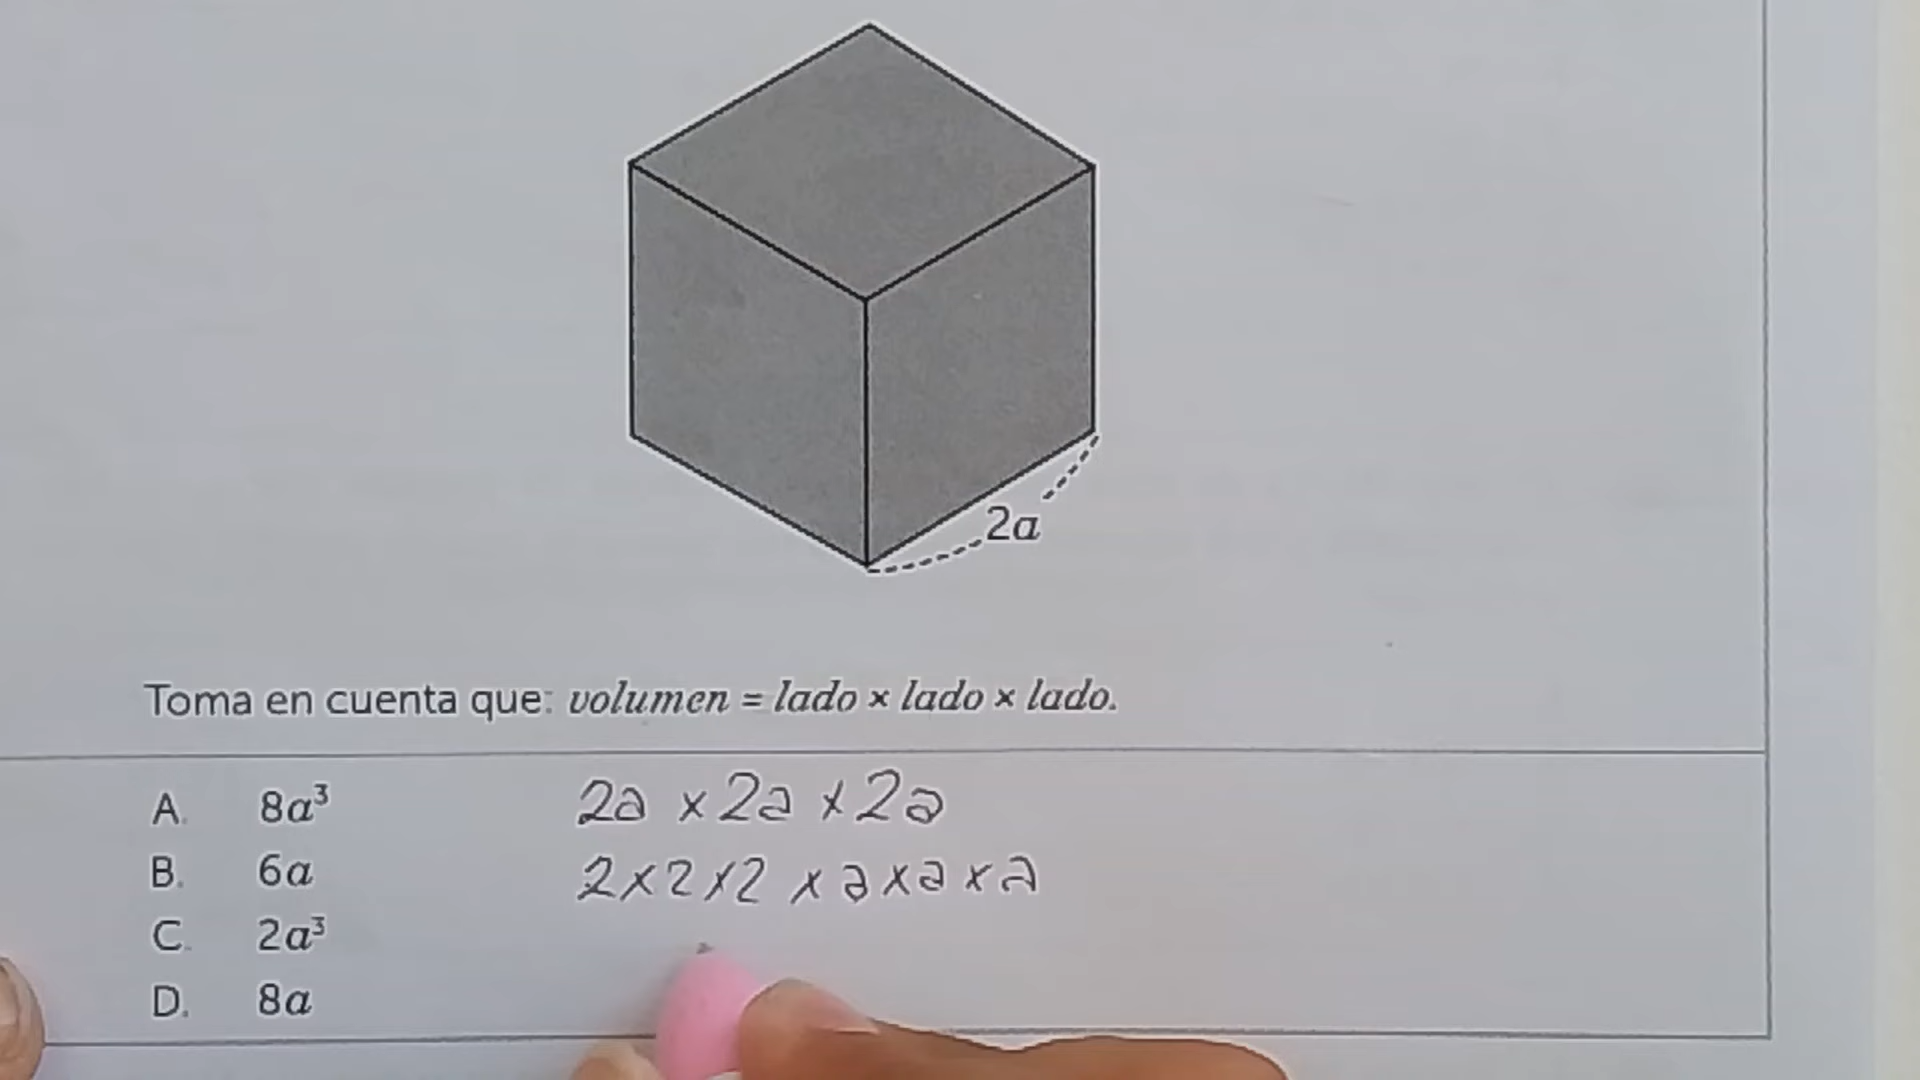 2a
Toma en cuenta que: volumen = lado × lado × lado.
A. 8a³
B. 6a
C. 2a³
D. 8a
2a × 2a × 2a
2×2×2 × a×a×a